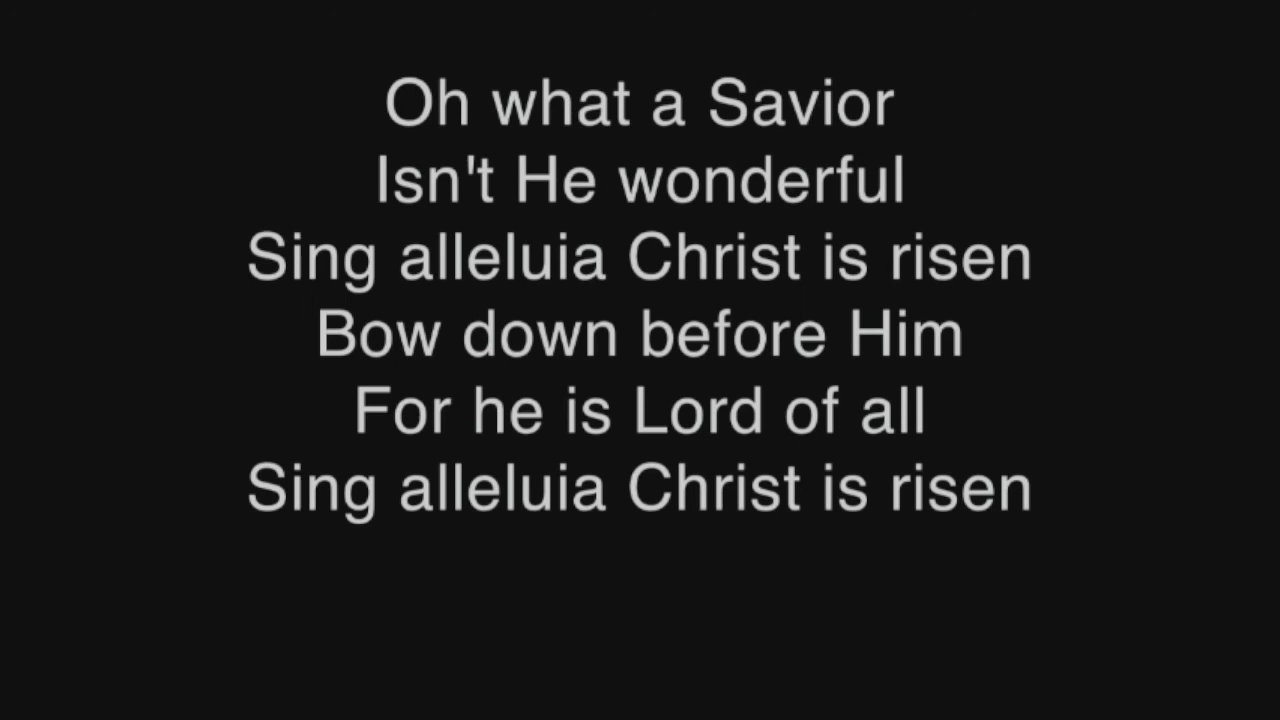 Oh what a Savior
Isn't He wonderful
Sing alleluia Christ is risen
Bow down before Him
For he is Lord of all
Sing alleluia Christ is risen